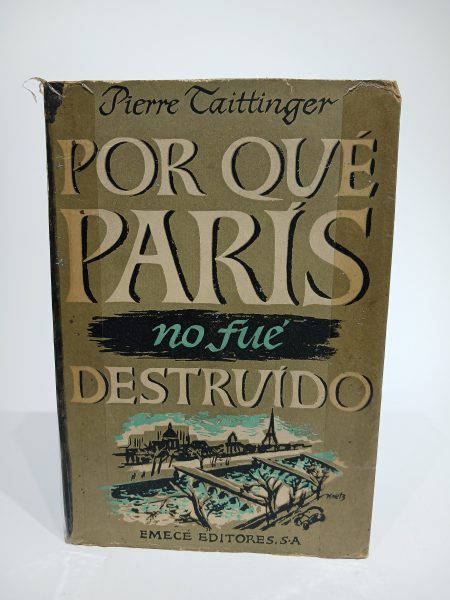 Pierre Taittinger
POR QUÉ
PARÍS
no fué
DESTRUÍDO
EMECÉ EDITORES, S·A